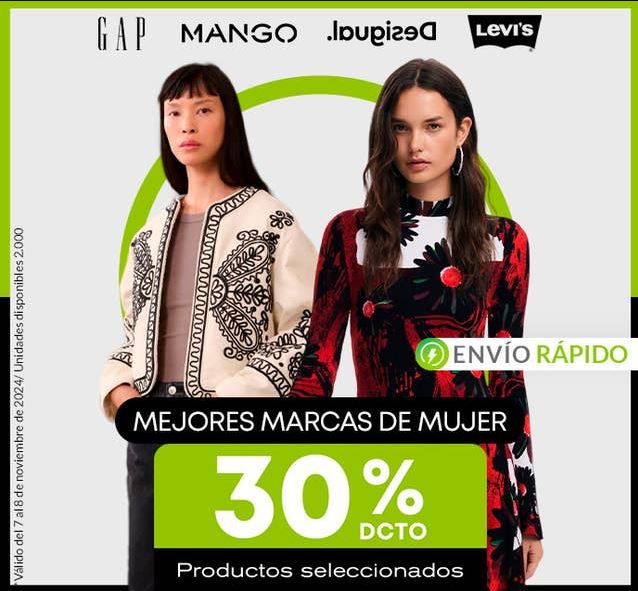 GAP MANGO Desigual. LEVI'S
ENVÍO RÁPIDO
MEJORES MARCAS DE MUJER
30%
DCTO
Productos seleccionados
*Válido del 7 al 8 de noviembre de 2024/ Unidades disponibles 2.000